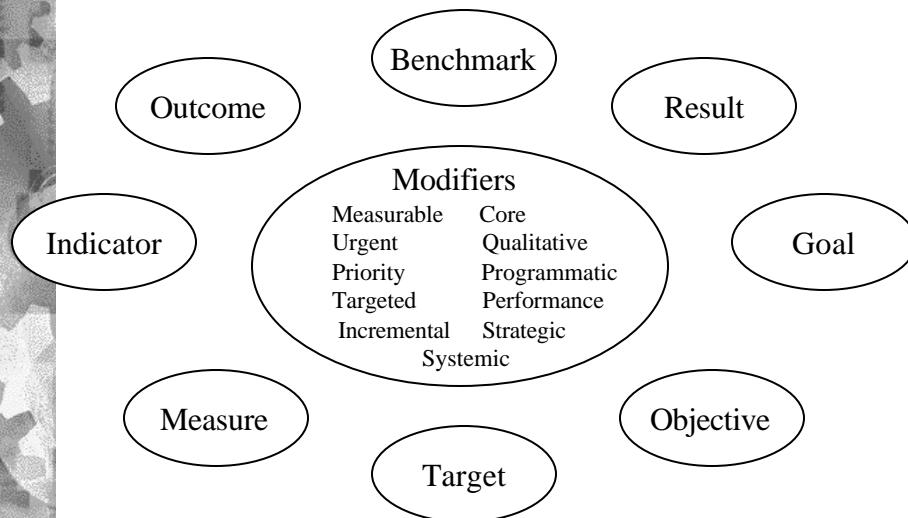 Benchmark
Outcome
Result
Modifiers
Measurable Core
Urgent Qualitative
Priority Programmatic
Targeted Performance
Incremental Strategic
Systemic
Indicator
Goal
Measure
Objective
Target